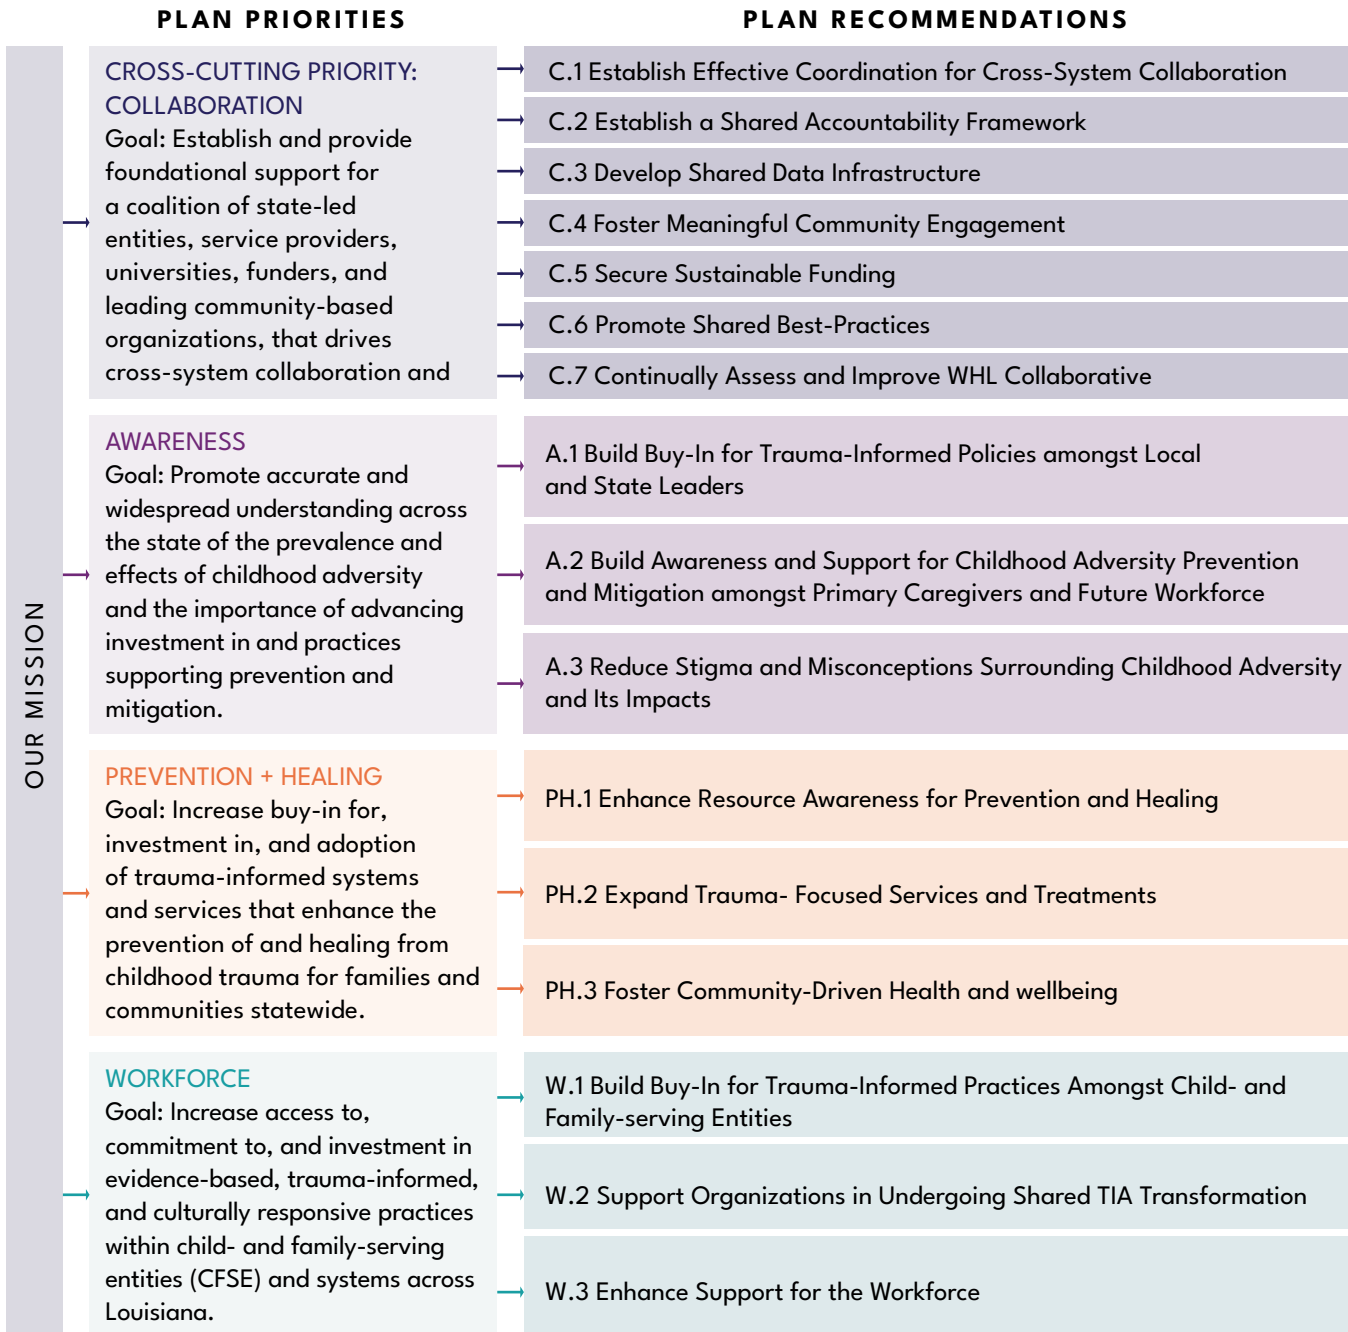 PLAN PRIORITIES
PLAN RECOMMENDATIONS
OUR MISSION
CROSS-CUTTING PRIORITY:
COLLABORATION
Goal: Establish and provide
foundational support for
a coalition of state-led
entities, service providers,
universities, funders, and
leading community-based
organizations, that drives
cross-system collaboration and
C.1 Establish Effective Coordination for Cross-System Collaboration
C.2 Establish a Shared Accountability Framework
C.3 Develop Shared Data Infrastructure
C.4 Foster Meaningful Community Engagement
C.5 Secure Sustainable Funding
C.6 Promote Shared Best-Practices
C.7 Continually Assess and Improve WHL Collaborative
AWARENESS
Goal: Promote accurate and
widespread understanding across
the state of the prevalence and
effects of childhood adversity
and the importance of advancing
investment in and practices
supporting prevention and
mitigation.
A.1 Build Buy-In for Trauma-Informed Policies amongst Local
and State Leaders
A.2 Build Awareness and Support for Childhood Adversity Prevention
and Mitigation amongst Primary Caregivers and Future Workforce
A.3 Reduce Stigma and Misconceptions Surrounding Childhood Adversity
and Its Impacts
PREVENTION + HEALING
Goal: Increase buy-in for,
investment in, and adoption
of trauma-informed systems
and services that enhance the
prevention of and healing from
childhood trauma for families and
communities statewide.
PH.1 Enhance Resource Awareness for Prevention and Healing
PH.2 Expand Trauma- Focused Services and Treatments
PH.3 Foster Community-Driven Health and wellbeing
WORKFORCE
Goal: Increase access to,
commitment to, and investment in
evidence-based, trauma-informed,
and culturally responsive practices
within child- and family-serving
entities (CFSE) and systems across
Louisiana.
W.1 Build Buy-In for Trauma-Informed Practices Amongst Child- and
Family-serving Entities
W.2 Support Organizations in Undergoing Shared TIA Transformation
W.3 Enhance Support for the Workforce